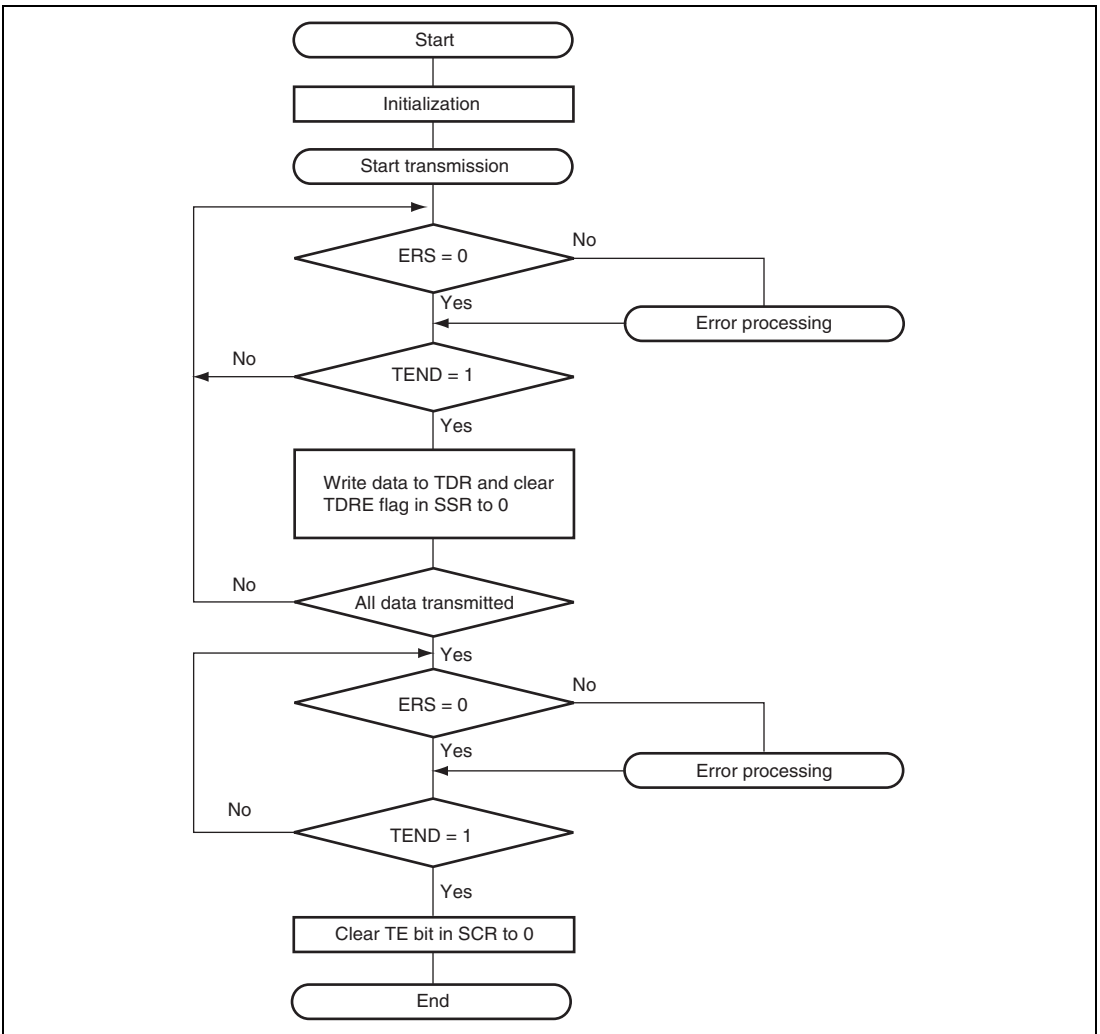 Start
Initialization
Start transmission
ERS = 0
No
Yes
Error processing
No
TEND = 1
Yes
Write data to TDR and clear
TDRE flag in SSR to 0
No
All data transmitted
Yes
ERS = 0
No
Yes
Error processing
No
TEND = 1
Yes
Clear TE bit in SCR to 0
End